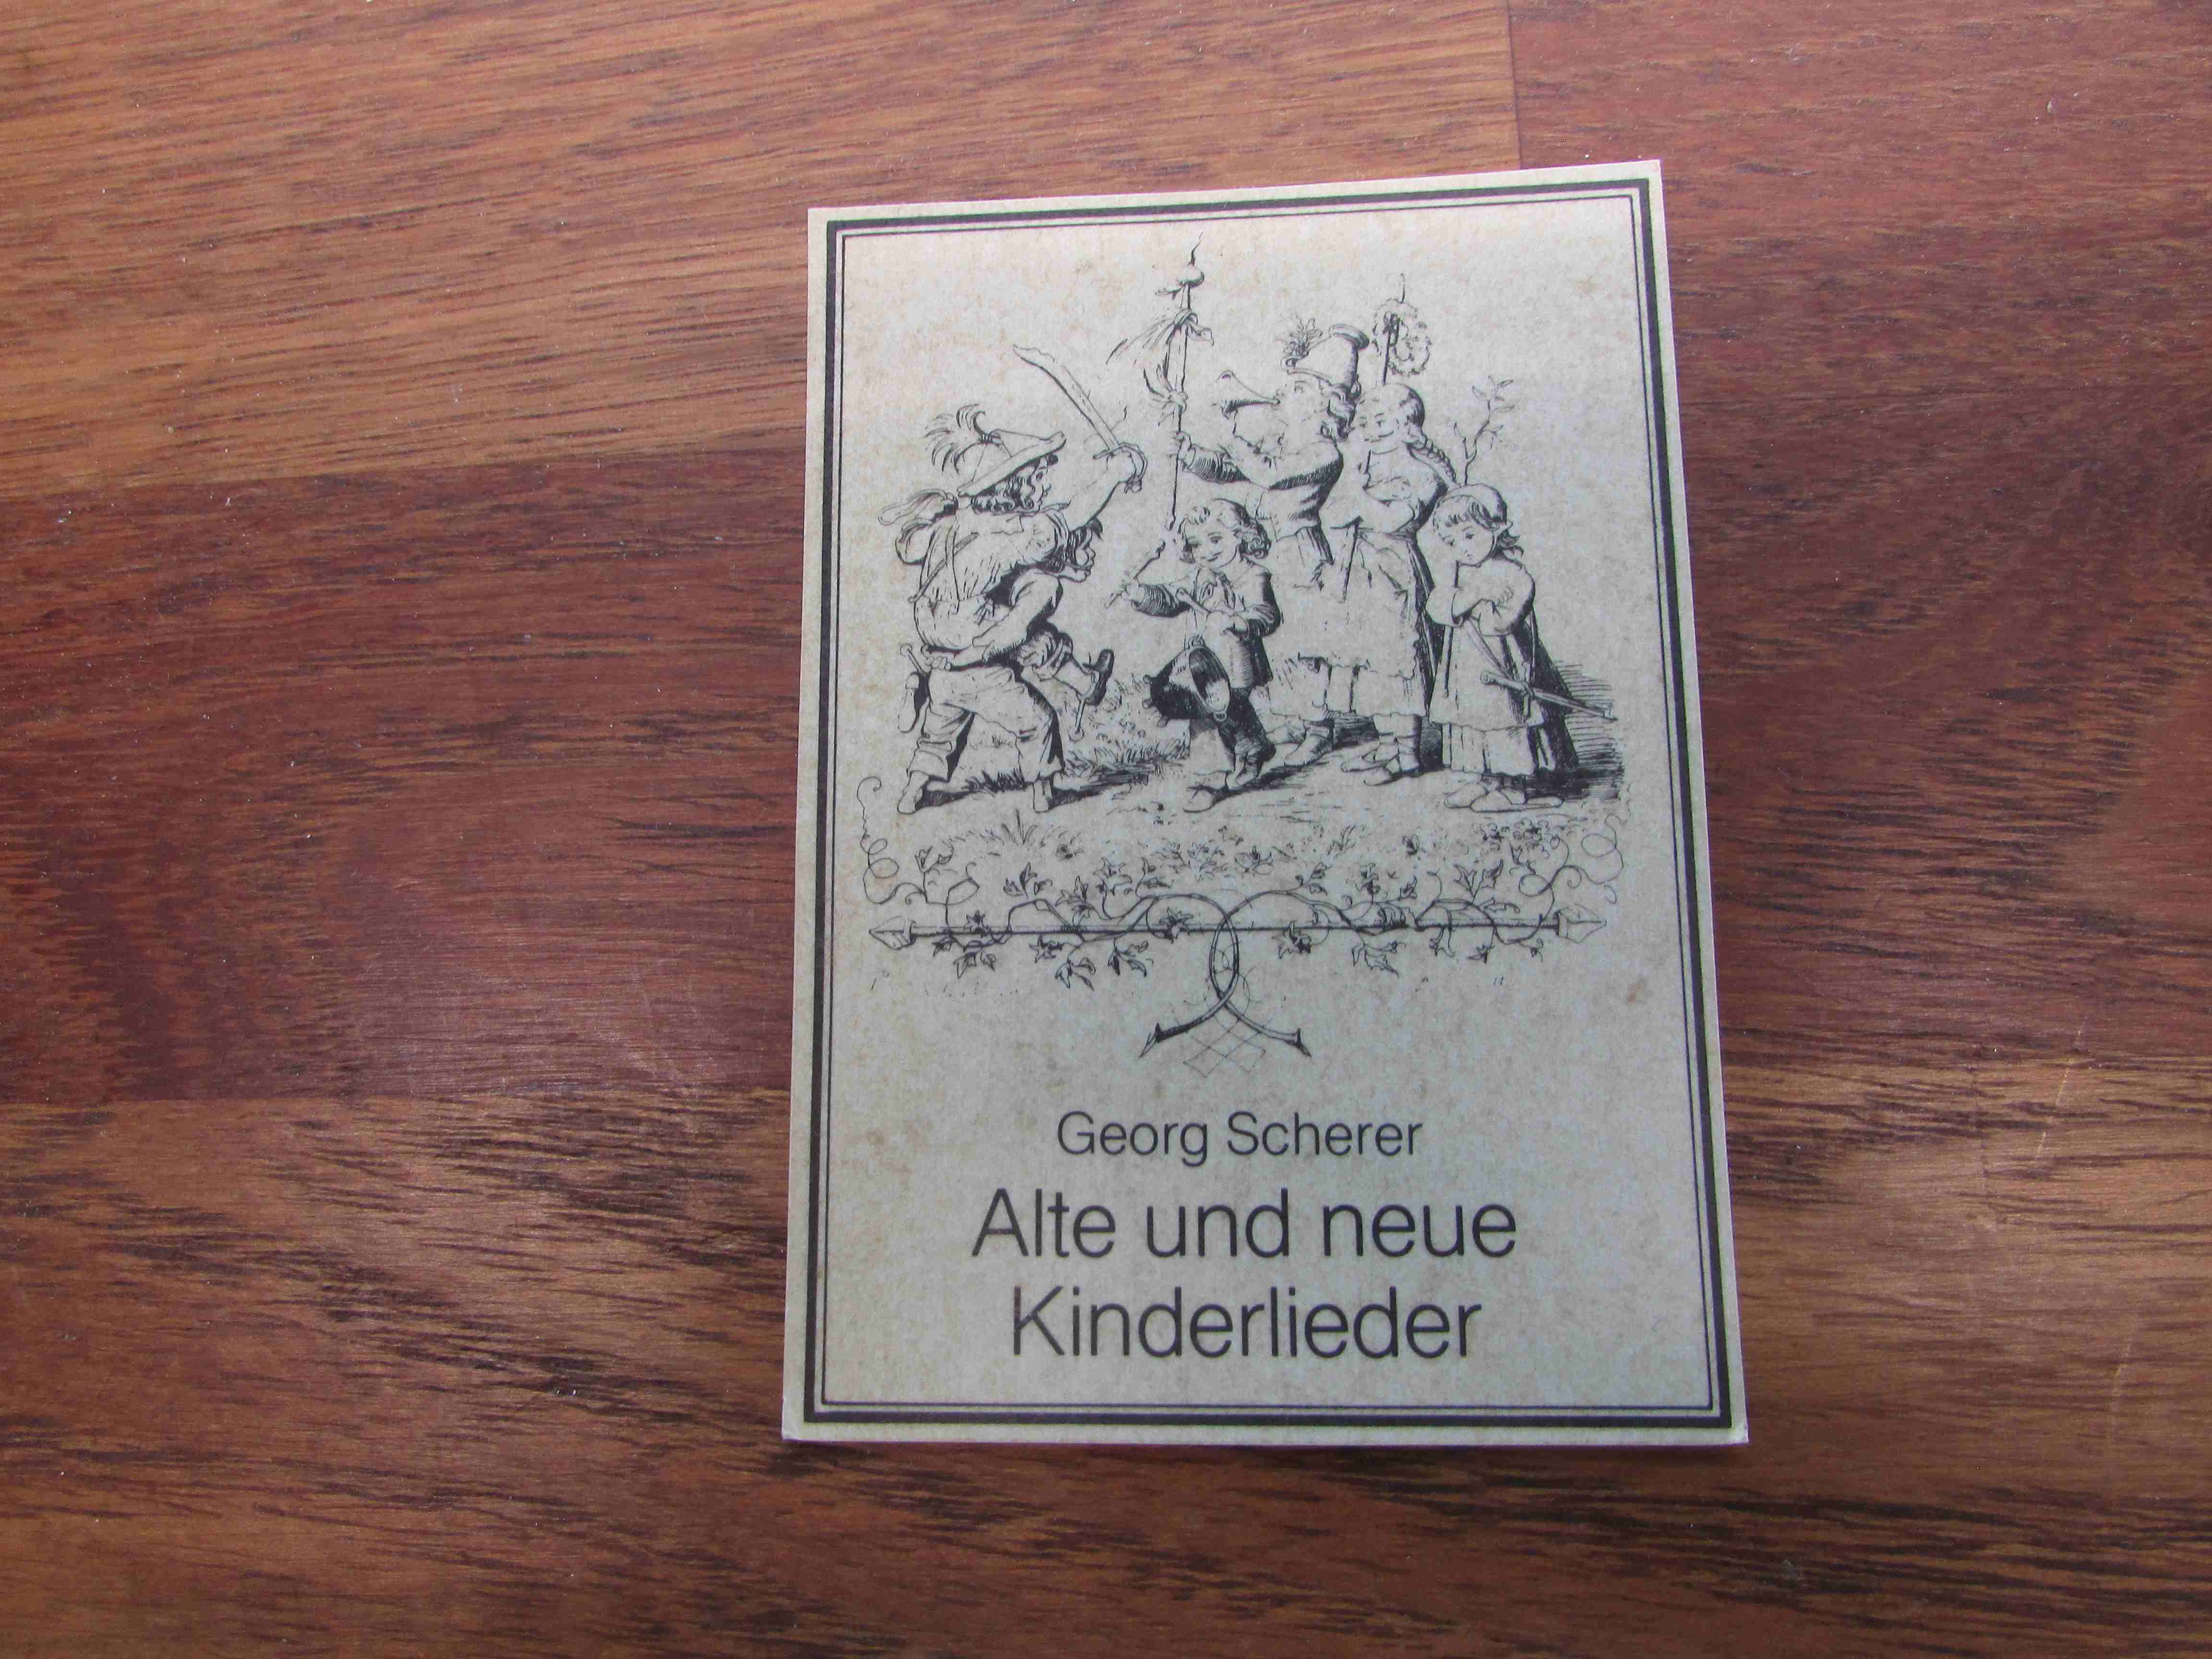 Georg Scherer
Alte und neue
Kinderlieder